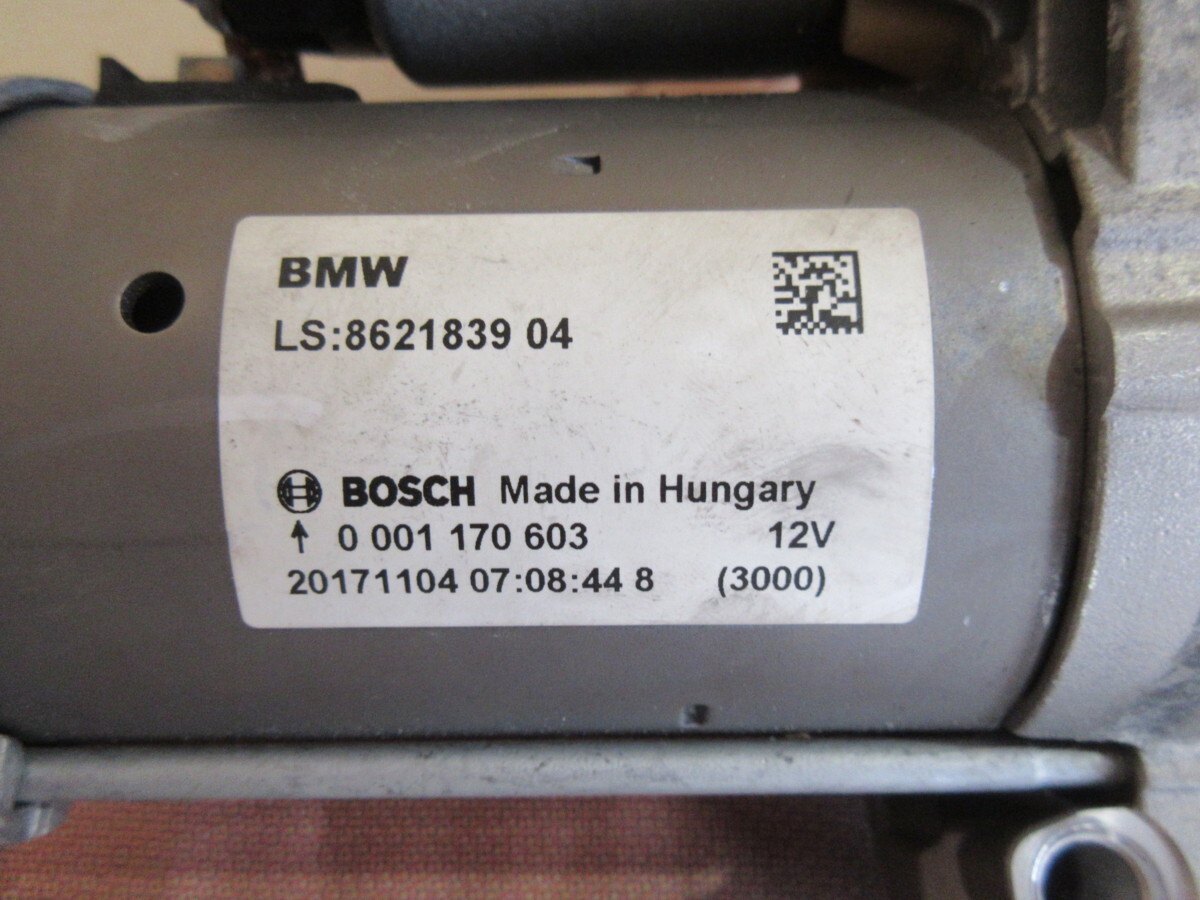 BMW
LS:8621839 04
BOSCH Made in Hungary
↑ 0 001 170 603 12V
20171104 07:08:44 8 (3000)